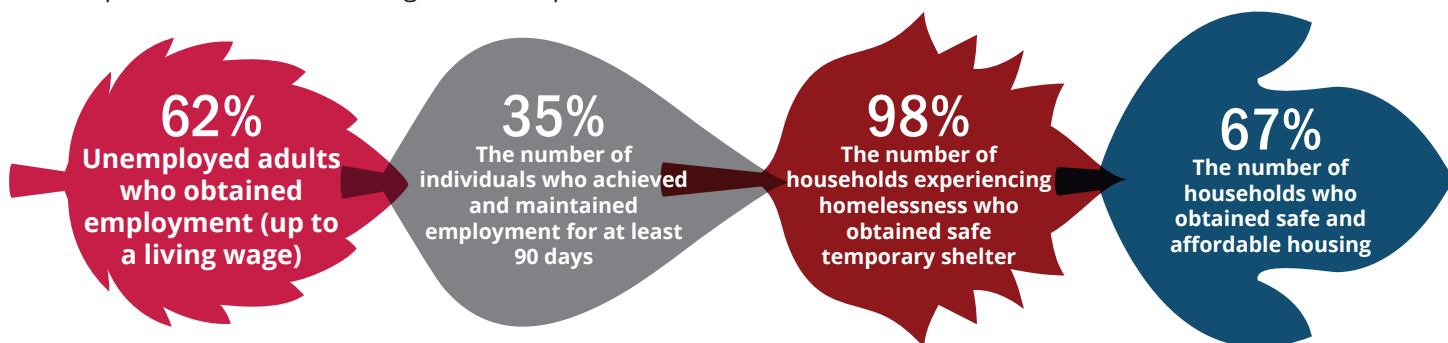 62%
Unemployed adults
who obtained
employment (up to
a living wage)
35%
The number of
individuals who achieved
and maintained
employment for at least
90 days
98%
The number of
households experiencing
homelessness who
obtained safe
temporary shelter
67%
The number of
households who
obtained safe and
affordable housing